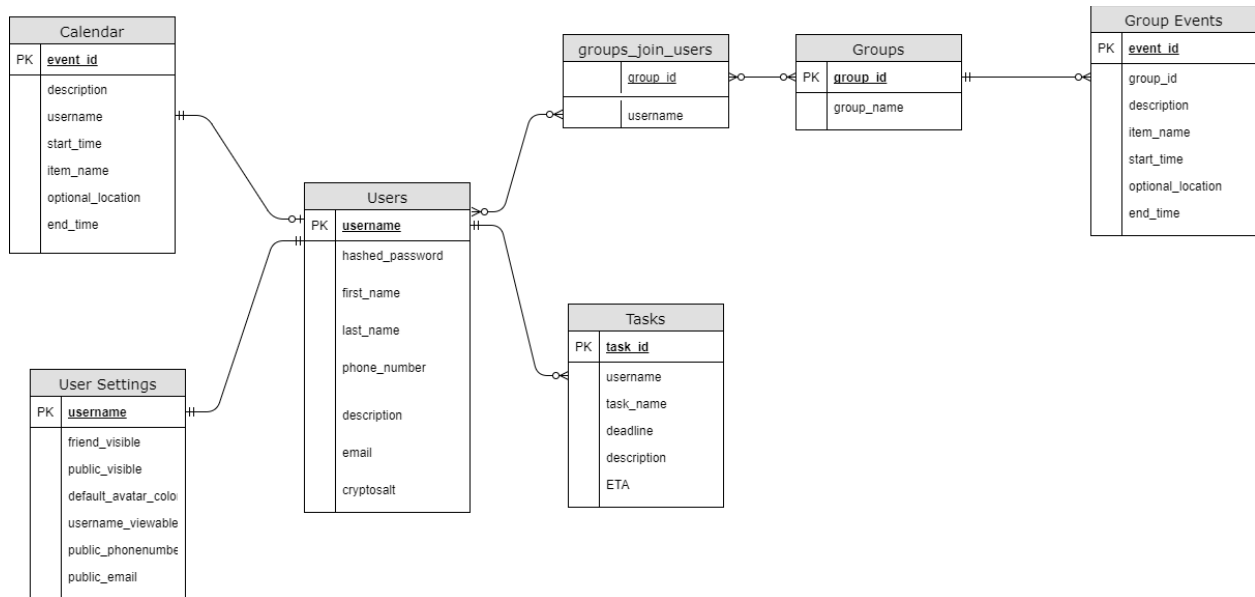 Calendar
PK event_id
description
username
start_time
item_name
optional_location
end_time
groups_join_users
group_id
username
Groups
PK group_id
group_name
Group Events
PK event_id
group_id
description
item_name
start_time
optional_location
end_time
Users
PK username
hashed_password
first_name
last_name
phone_number
description
email
cryptosalt
User Settings
PK username
friend_visible
public_visible
default_avatar_colo
username_viewable
public_phonenumbe
public_email
Tasks
PK task_id
username
task_name
deadline
description
ETA